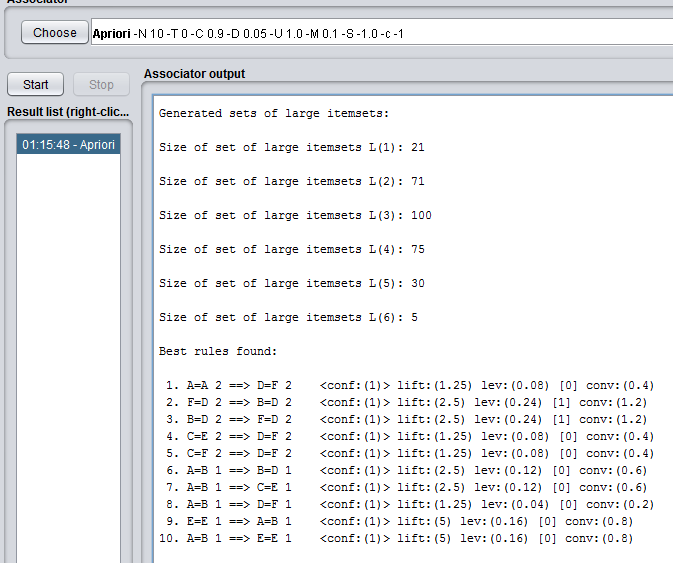 Associator
Choose Apriori -N 10 -T 0 -C 0.9 -D 0.05 -U 1.0 -M 0.1 -S -1.0 -c -1
Start Stop
Result list (right-clic...
01:15:48 - Apriori
Associator output
Generated sets of large itemsets:
Size of set of large itemsets L(1): 21
Size of set of large itemsets L(2): 71
Size of set of large itemsets L(3): 100
Size of set of large itemsets L(4): 75
Size of set of large itemsets L(5): 30
Size of set of large itemsets L(6): 5
Best rules found:
1. A=A 2 ==> D=F 2 <conf:(1)> lift:(1.25) lev:(0.08) [0] conv:(0.4)
2. F=D 2 ==> B=D 2 <conf:(1)> lift:(2.5) lev:(0.24) [1] conv:(1.2)
3. B=D 2 ==> F=D 2 <conf:(1)> lift:(2.5) lev:(0.24) [1] conv:(1.2)
4. C=E 2 ==> D=F 2 <conf:(1)> lift:(1.25) lev:(0.08) [0] conv:(0.4)
5. C=F 2 ==> D=F 2 <conf:(1)> lift:(1.25) lev:(0.08) [0] conv:(0.4)
6. A=B 1 ==> B=D 1 <conf:(1)> lift:(2.5) lev:(0.12) [0] conv:(0.6)
7. A=B 1 ==> C=E 1 <conf:(1)> lift:(2.5) lev:(0.12) [0] conv:(0.6)
8. A=B 1 ==> D=F 1 <conf:(1)> lift:(1.25) lev:(0.04) [0] conv:(0.2)
9. E=E 1 ==> A=B 1 <conf:(1)> lift:(5) lev:(0.16) [0] conv:(0.8)
10. A=B 1 ==> E=E 1 <conf:(1)> lift:(5) lev:(0.16) [0] conv:(0.8)